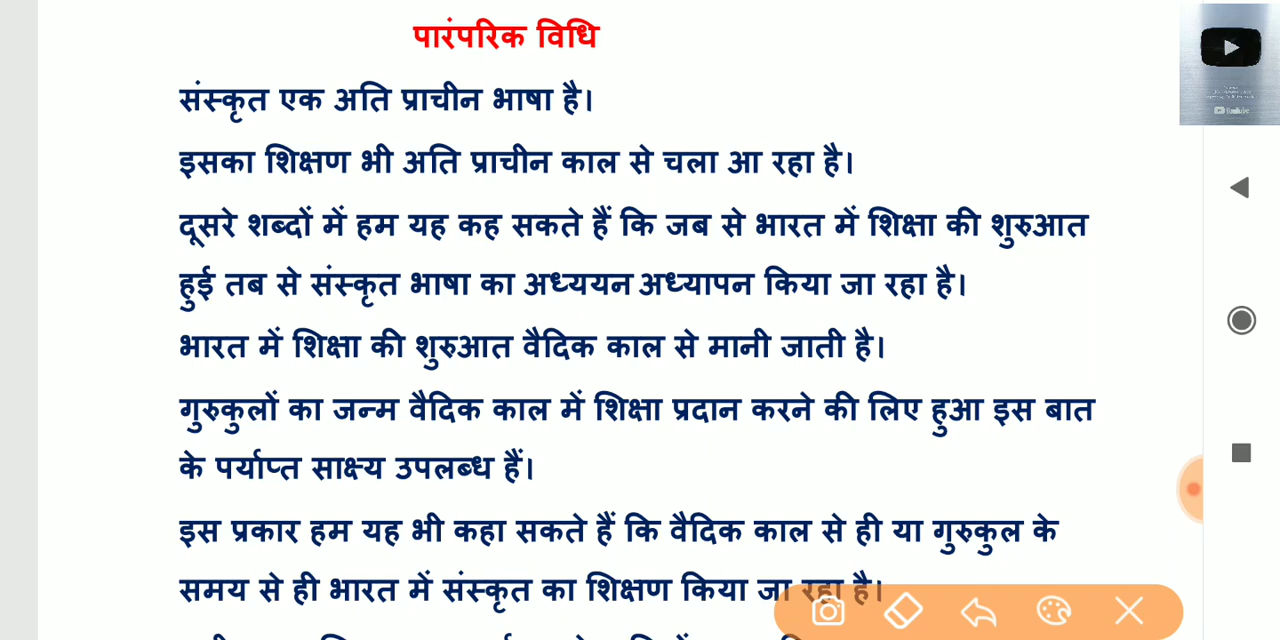 पारंपरिक विधि
संस्कृत एक अति प्राचीन भाषा है।
इसका शिक्षण भी अति प्राचीन काल से चला आ रहा है।
दूसरे शब्दों में हम यह कह सकते हैं कि जब से भारत में शिक्षा की शुरुआत
हुई तब से संस्कृत भाषा का अध्ययन अध्यापन किया जा रहा है।
भारत में शिक्षा की शुरुआत वैदिक काल से मानी जाती है।
गुरुकुलों का जन्म वैदिक काल में शिक्षा प्रदान करने की लिए हुआ इस बात
के पर्याप्त साक्ष्य उपलब्ध हैं।
इस प्रकार हम यह भी कहा सकते हैं कि वैदिक काल से ही या गुरुकुल के
समय से ही भारत में संस्कृत का शिक्षण किया जा रहा है।
YouTube